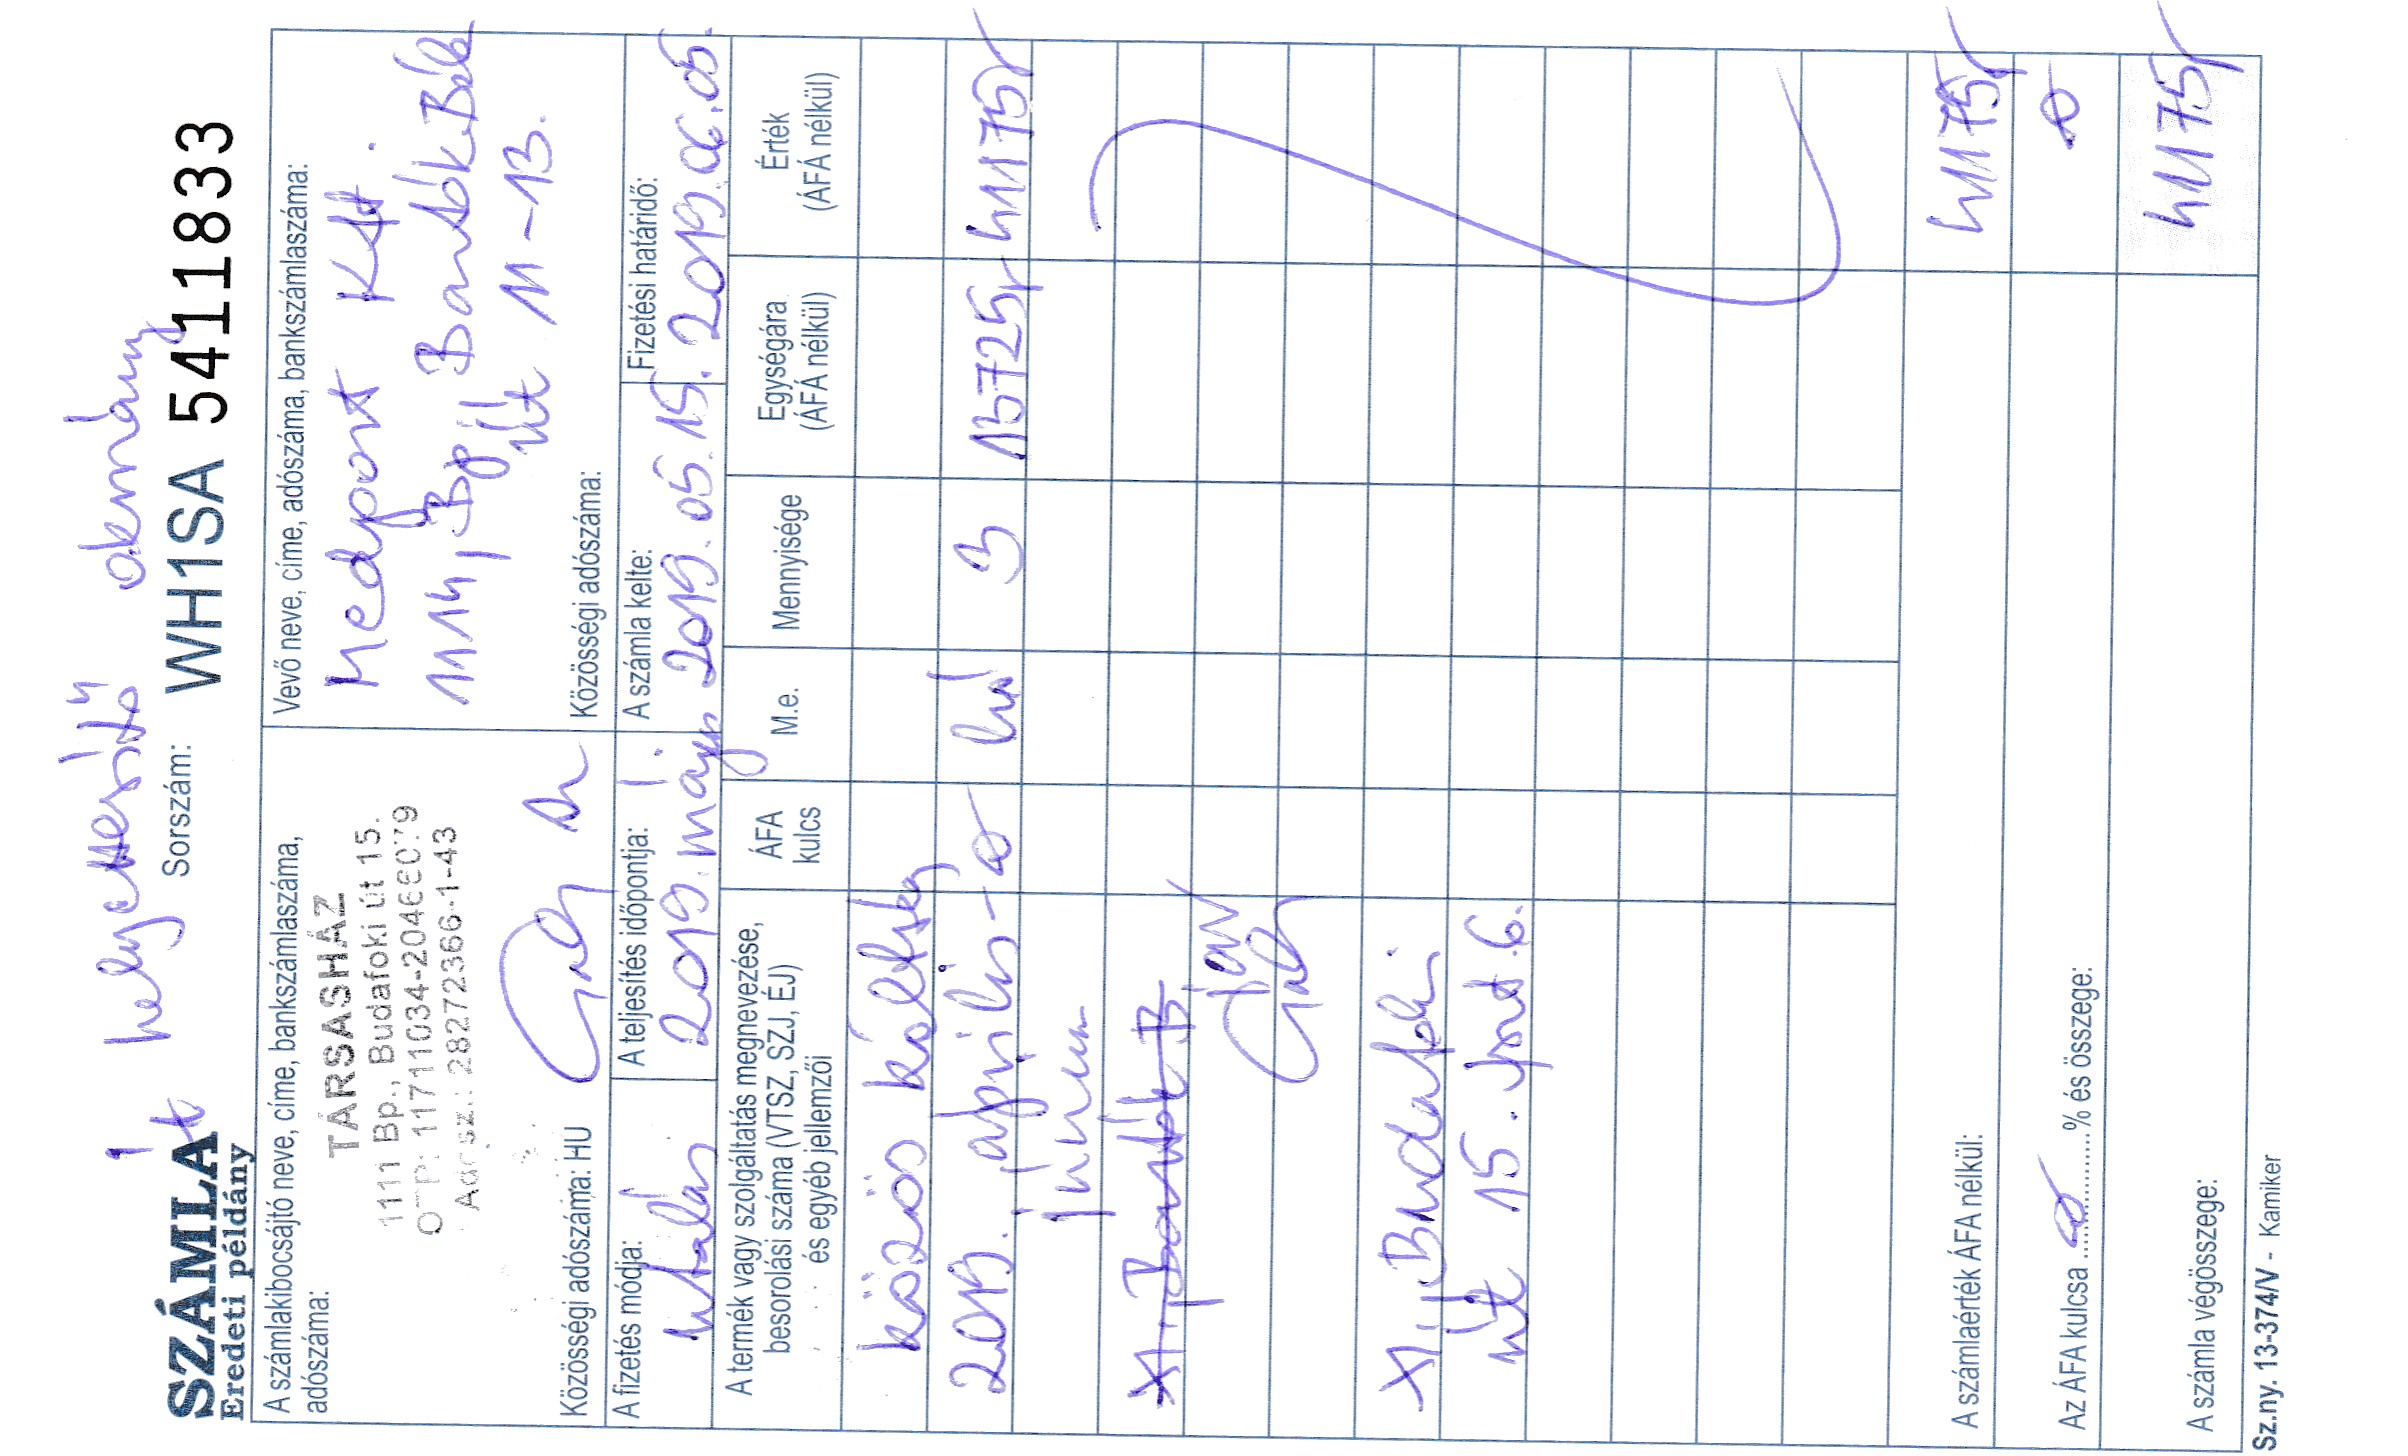 SZÁMLÁt helyettesítő okmány
Eredeti példány
Sorszám: WH1SA 5411833
A számlakibocsájtó neve, címe, bankszámlaszáma,
adószáma:
TÁRSASHÁZ
1111 Bp., Budafoki út 15.
OTP: 11711034-20466079
Adósz.: 28272366-1-43
Közösségi adószáma: HU
Vevő neve, címe, adószáma, bankszámlaszáma:
Medport Kft.
1114, Bp., Bartók Béla
út 11-13.
Közösségi adószáma:
A fizetés módja:
utalás
A teljesítés időpontja:
2019. május
A számla kelte:
2019.05.15.
Fizetési határidő:
2019.06.05.
A termék vagy szolgáltatás megnevezése,
besorolási száma (VTSZ, SZJ, ÉJ)
és egyéb jellemzői
ÁFA
kulcs
M.e.
Mennyisége
Egységára
(ÁFÁ nélkül)
Érték
(ÁFÁ nélkül)
közös költség
2019. április- 0 hó 3 13725,- 41175,-
június
XI., Bartók B.
jav
XI., Budafoki
út 15. fszt.6.
A számlaérték ÁFA nélkül: 41175,-
Az ÁFA kulcsa 0 % és összege: 0
A számla végösszege: 41175,-
Sz.ny. 13-374/V - Kamiker